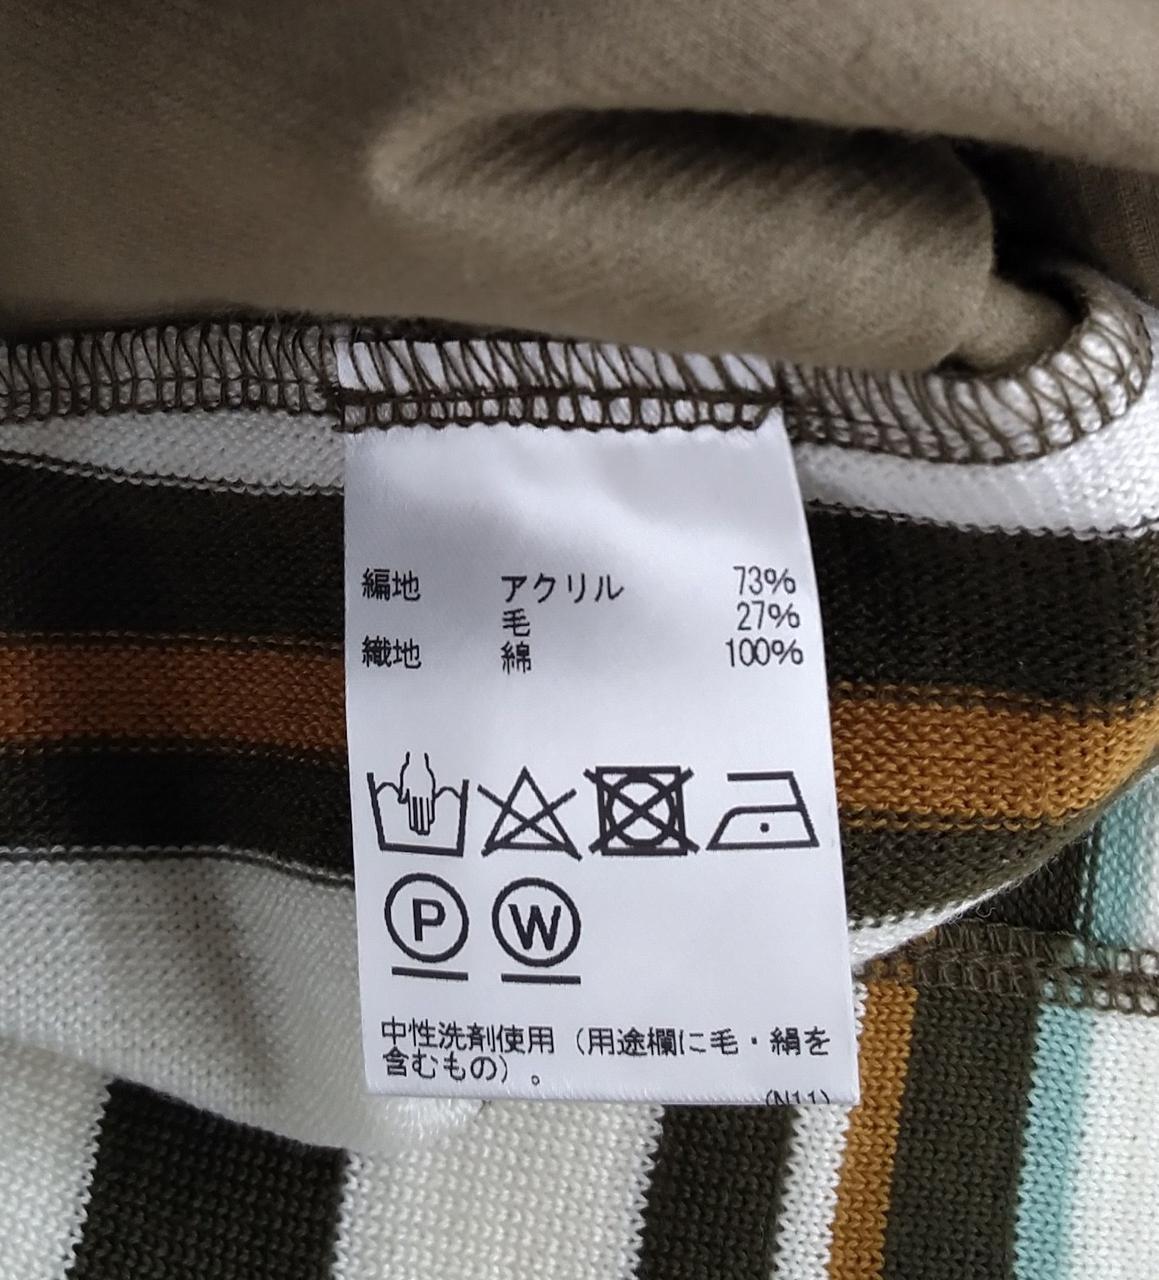 編地 アクリル 73%
毛 27%
織地 綿 100%
P W
中性洗剤使用（用途欄に毛・絹を
含むもの）。
(N11)